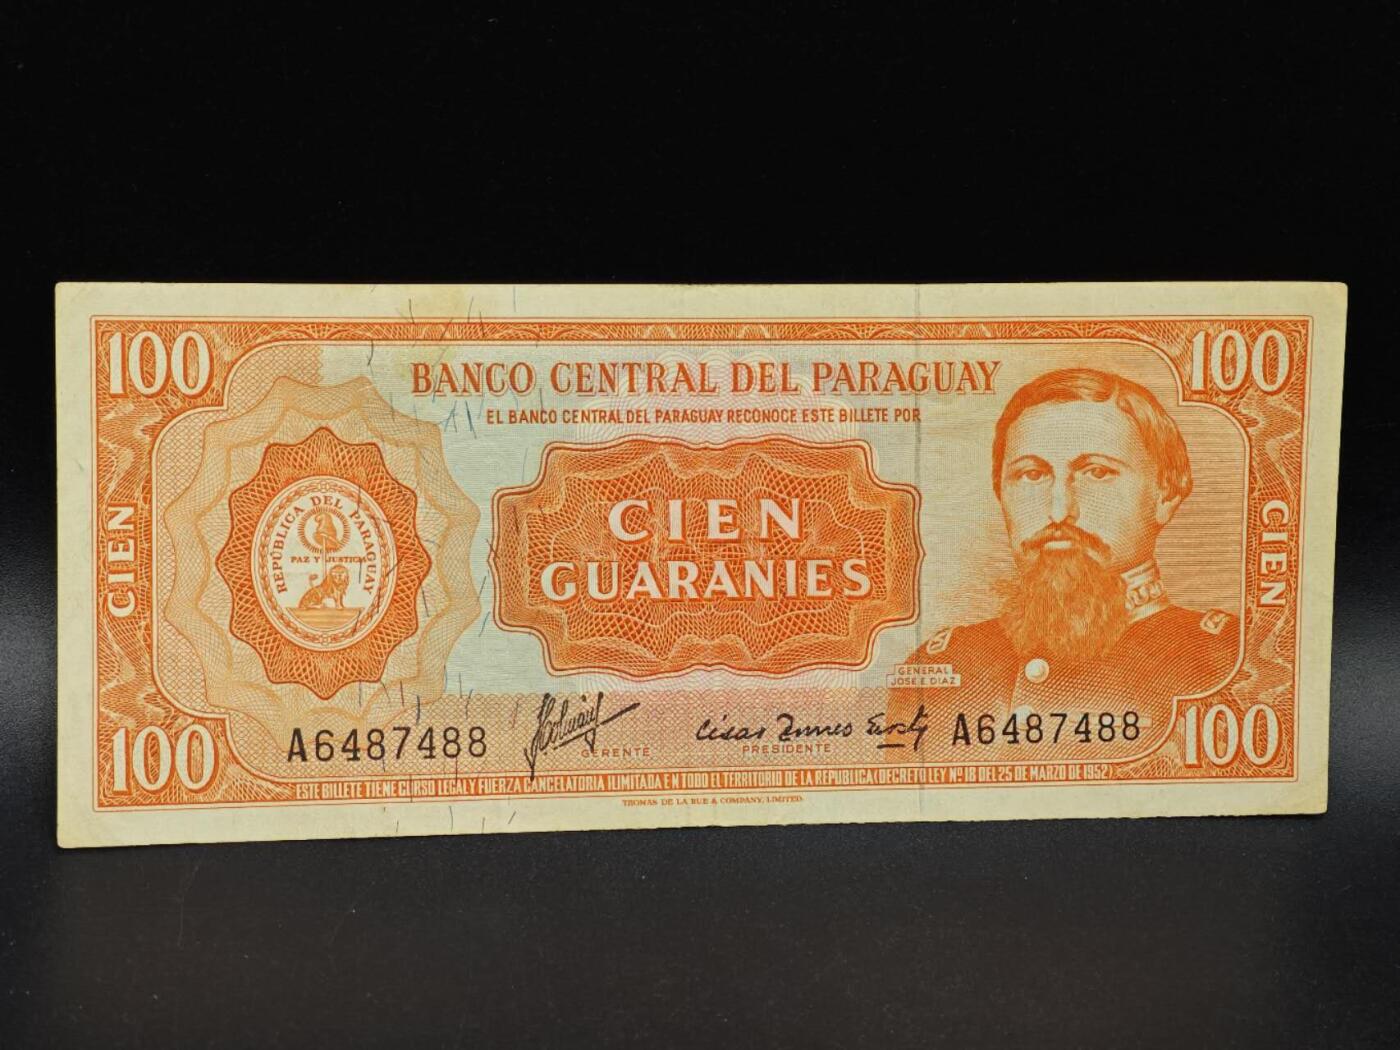 100
100
BANCO CENTRAL DEL PARAGUAY
EL BANCO CENTRAL DEL PARAGUAY RECONOCE ESTE BILLETE POR
CIEN
CIEN
REPÚBLICA DEL PARAGUAY
PAZ Y JUSTICIA
CIEN
GUARANIES
GENERAL
JOSE E. DIAZ
A6487488
GERENTE
PRESIDENTE
A6487488
100
100
ESTE BILLETE TIENE CURSO LEGAL Y FUERZA CANCELATORIA ILIMITADA EN TODO EL TERRITORIO DE LA REPUBLICA (DECRETO LEY Nº 18 DEL 25 DE MARZO DE 1952)
THOMAS DE LA RUE & COMPANY, LIMITED.